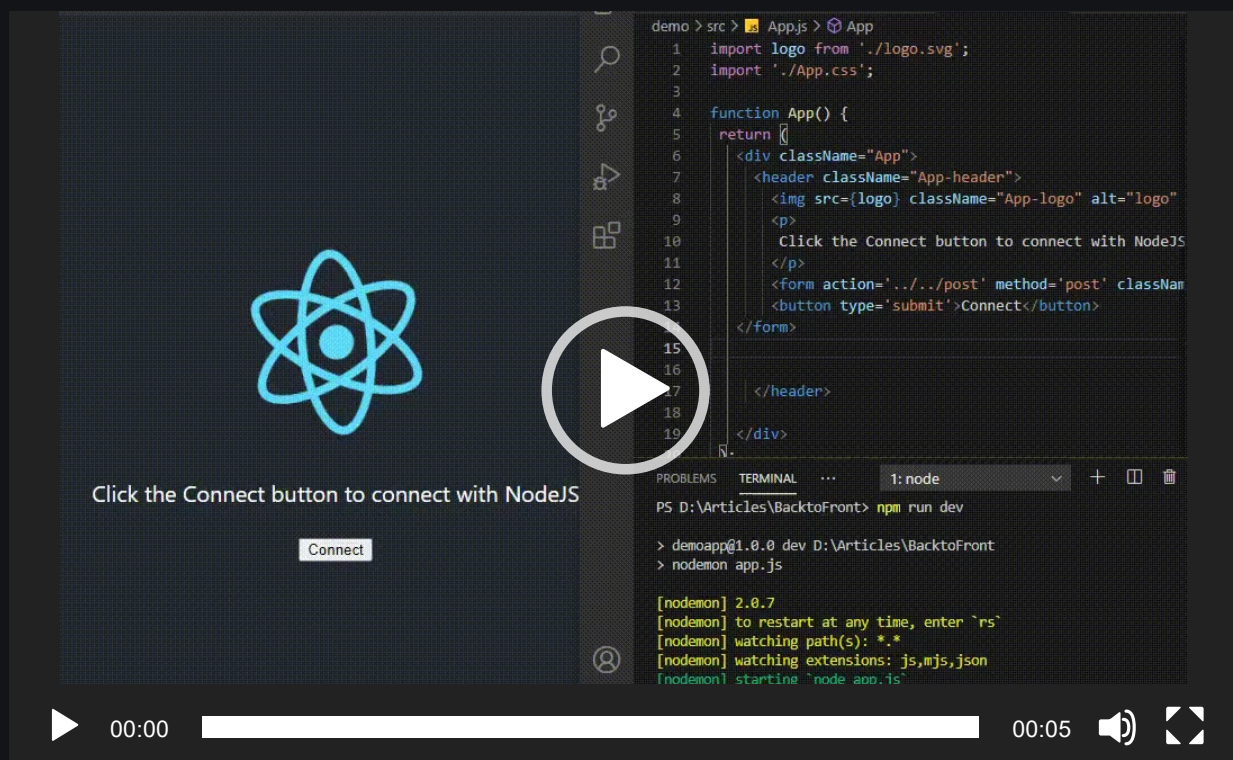 Click the Connect button to connect with NodeJS
Connect
demo > src > JS App.js > App
1 import logo from './logo.svg';
2 import './App.css';
3
4 function App() {
5 return (
6 <div className="App">
7 <header className="App-header">
8 <img src={logo} className="App-logo" alt="logo"
9 <p>
10 Click the Connect button to connect with NodeJS
11 </p>
12 <form action='../../post' method='post' classNam
13 <button type='submit'>Connect</button>
14 </form>
15
16
17 </header>
18
19 </div>
);
PROBLEMS TERMINAL ··· 1: node
PS D:\Articles\BacktoFront> npm run dev
> demoapp@1.0.0 dev D:\Articles\BacktoFront
> nodemon app.js
[nodemon] 2.0.7
[nodemon] to restart at any time, enter `rs`
[nodemon] watching path(s): *.*
[nodemon] watching extensions: js,mjs,json
[nodemon] starting `node app.js`
00:00 00:05